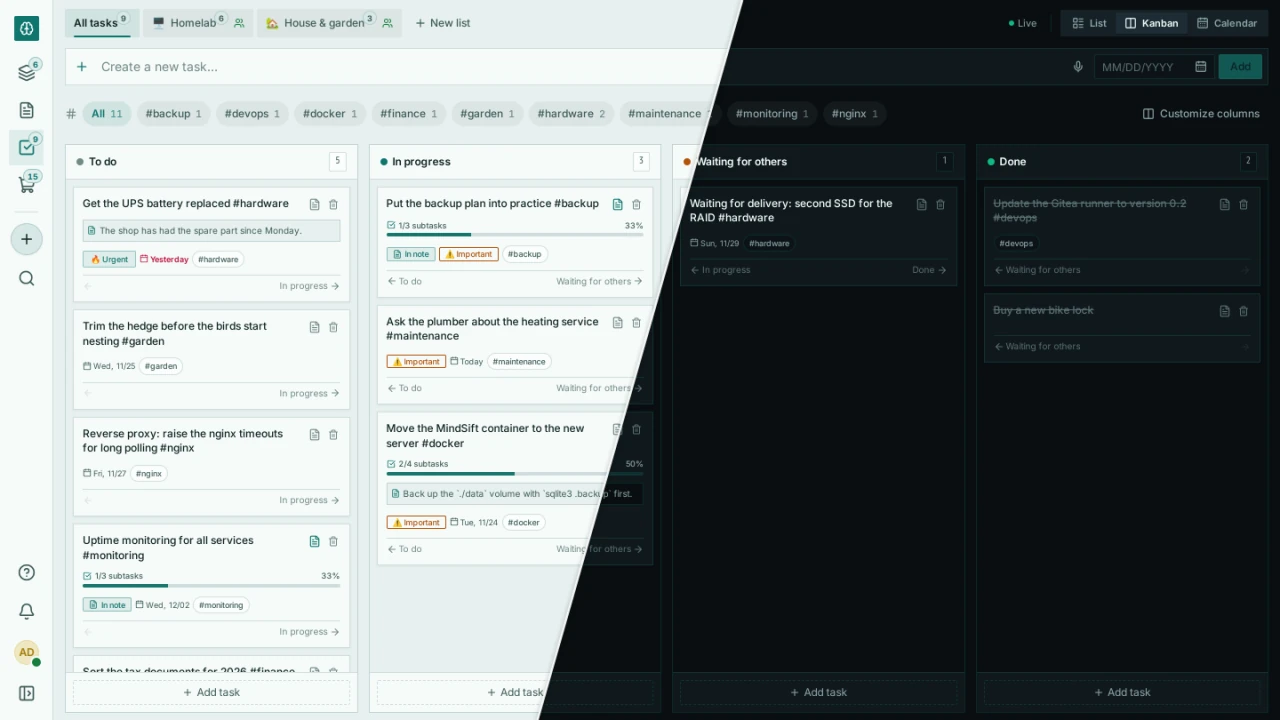 All tasks 9
Homelab 6
House & garden 3
New list
Live
List
Kanban
Calendar
6
9
15
AD
Create a new task...
MM/DD/YYYY
Add
# All 11
#backup 1
#devops 1
#docker 1
#finance 1
#garden 1
#hardware 2
#maintenance
#monitoring 1
#nginx 1
Customize columns
To do 5
Get the UPS battery replaced #hardware
The shop has had the spare part since Monday.
🔥 Urgent Yesterday #hardware
← In progress →
Trim the hedge before the birds start
nesting #garden
Wed, 11/25 #garden
← In progress →
Reverse proxy: raise the nginx timeouts
for long polling #nginx
Fri, 11/27 #nginx
← In progress →
Uptime monitoring for all services
#monitoring
1/3 subtasks 33%
In note Wed, 12/02 #monitoring
← In progress →
Sort the tax documents for 2026 #finance
+ Add task
In progress 3
Put the backup plan into practice #backup
1/3 subtasks 33%
In note ⚠️ Important #backup
← To do Waiting for others →
Ask the plumber about the heating service
#maintenance
⚠️ Important Today #maintenance
← To do Waiting for others →
Move the MindSift container to the new
server #docker
2/4 subtasks 50%
Back up the `./data` volume with `sqlite3 .backup` first.
⚠️ Important Tue, 11/24 #docker
← To do Waiting for others →
+ Add task
Waiting for others 1
Waiting for delivery: second SSD for the
RAID #hardware
Sun, 11/29 #hardware
← In progress Done →
+ Add task
Done 2
Update the Gitea runner to version 0.2
#devops
#devops
← Waiting for others →
Buy a new bike lock
← Waiting for others →
+ Add task